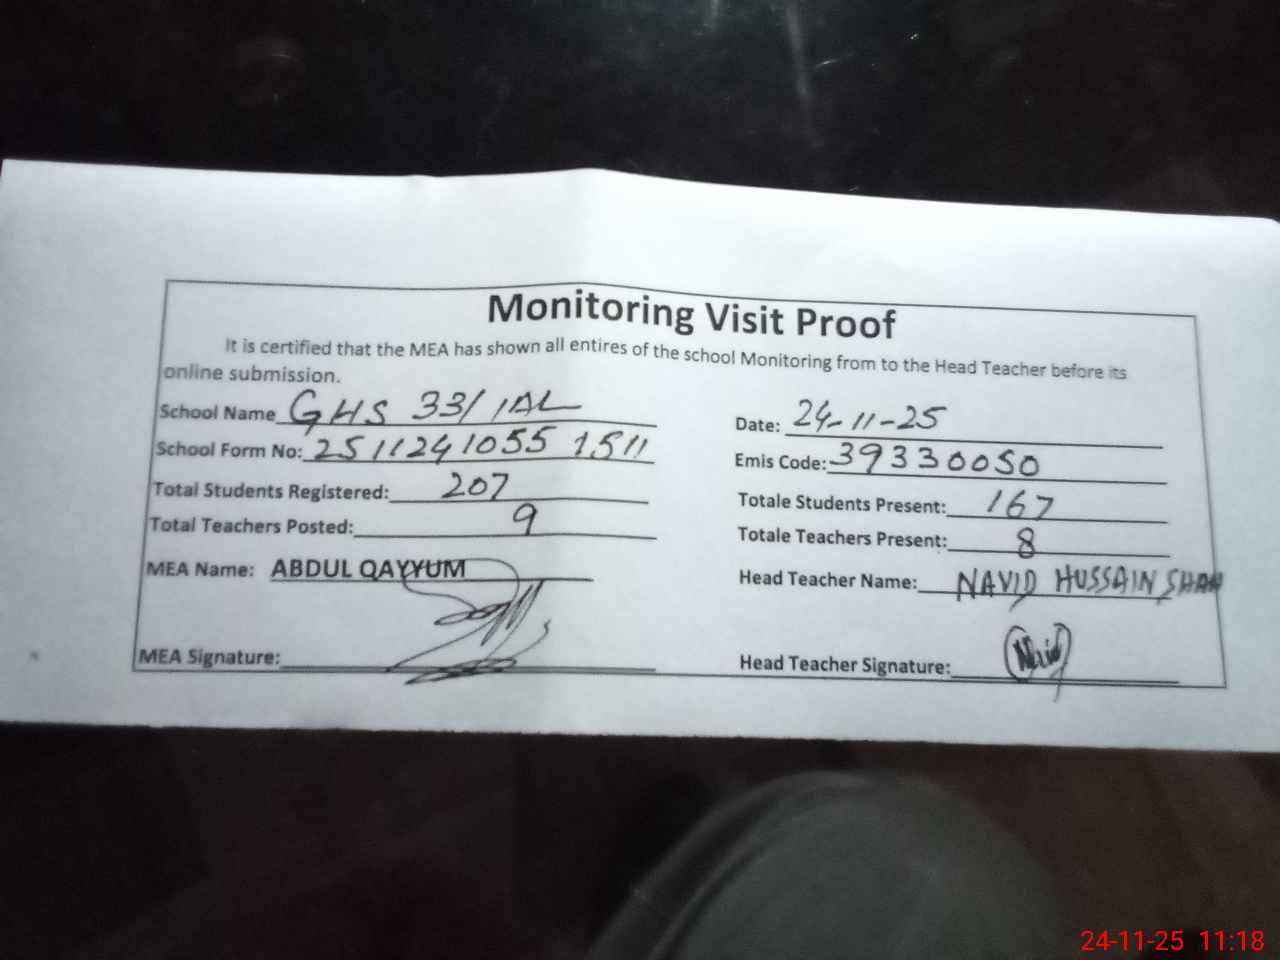 Monitoring Visit Proof
It is certified that the MEA has shown all entires of the school Monitoring from to the Head Teacher before its
online submission.
School Name GHS 33/1AL
Date: 24-11-25
School Form No: 25112410551511
Emis Code: 39330050
Total Students Registered: 207
Totale Students Present: 167
Total Teachers Posted: 9
Totale Teachers Present: 8
MEA Name: ABDUL QAYYUM
Head Teacher Name: NAVID HUSSAIN SHAH
MEA Signature:
Head Teacher Signature:
24-11-25 11:18